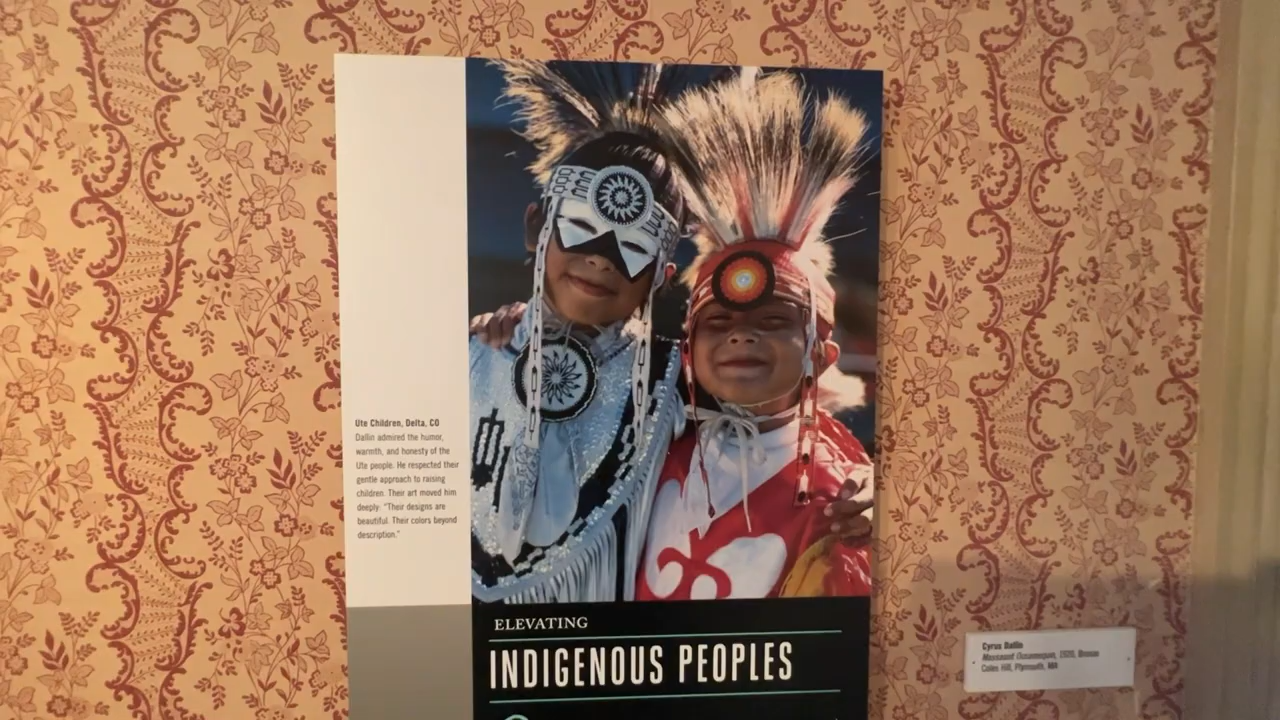 Ute Children, Delta, CO
Dallin admired the humor,
warmth, and honesty of the
Ute people. He respected their
gentle approach to raising
children. Their art moved him
deeply: "Their designs are
beautiful. Their colors beyond
description."
ELEVATING
INDIGENOUS PEOPLES
Cyrus Dallin
Massasoit Ousamequin, 1920, Bronze
Coles Hill, Plymouth, MA